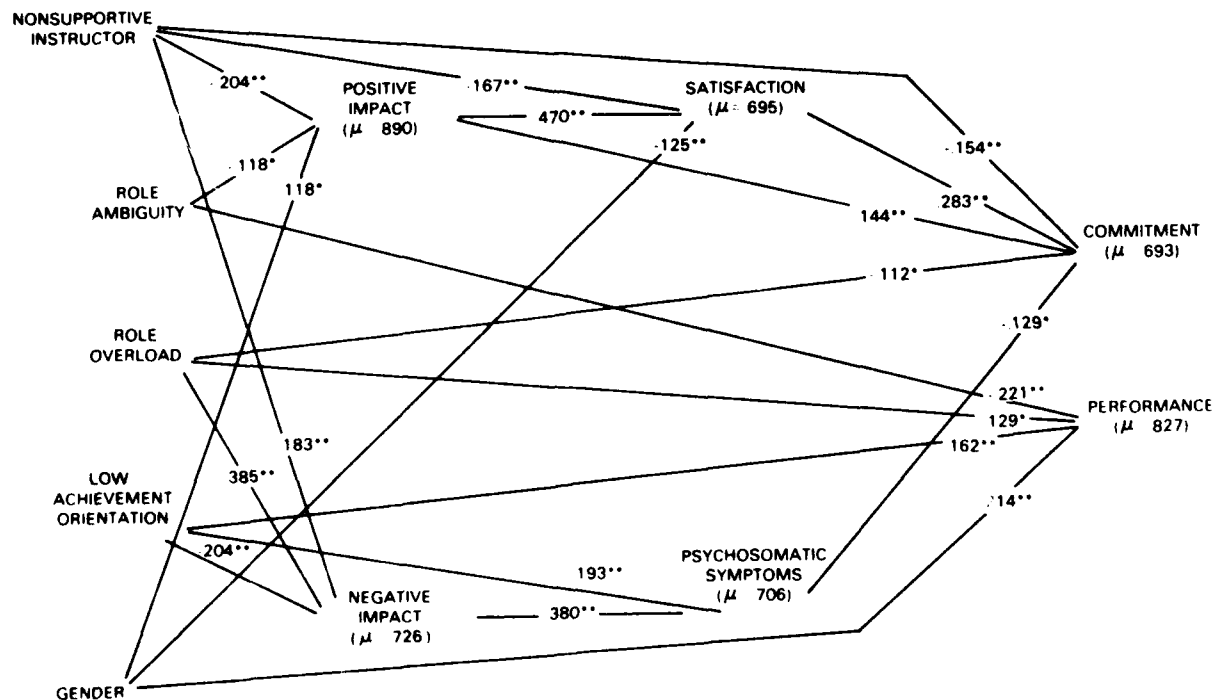 NONSUPPORTIVE
INSTRUCTOR
-.204**
-.167**
POSITIVE
IMPACT
(μ 890)
470**
SATISFACTION
(μ= 695)
-.125**
-.118*
118*
-.154**
ROLE
AMBIGUITY
144**
.283**
COMMITMENT
(μ 693)
-.112*
ROLE
OVERLOAD
-.129*
-.221**
129*
PERFORMANCE
(μ 827)
183**
162**
385**
LOW
ACHIEVEMENT
ORIENTATION
-.204**
193**
PSYCHOSOMATIC
SYMPTOMS
(μ 706)
NEGATIVE
IMPACT
(μ 726)
380**
GENDER